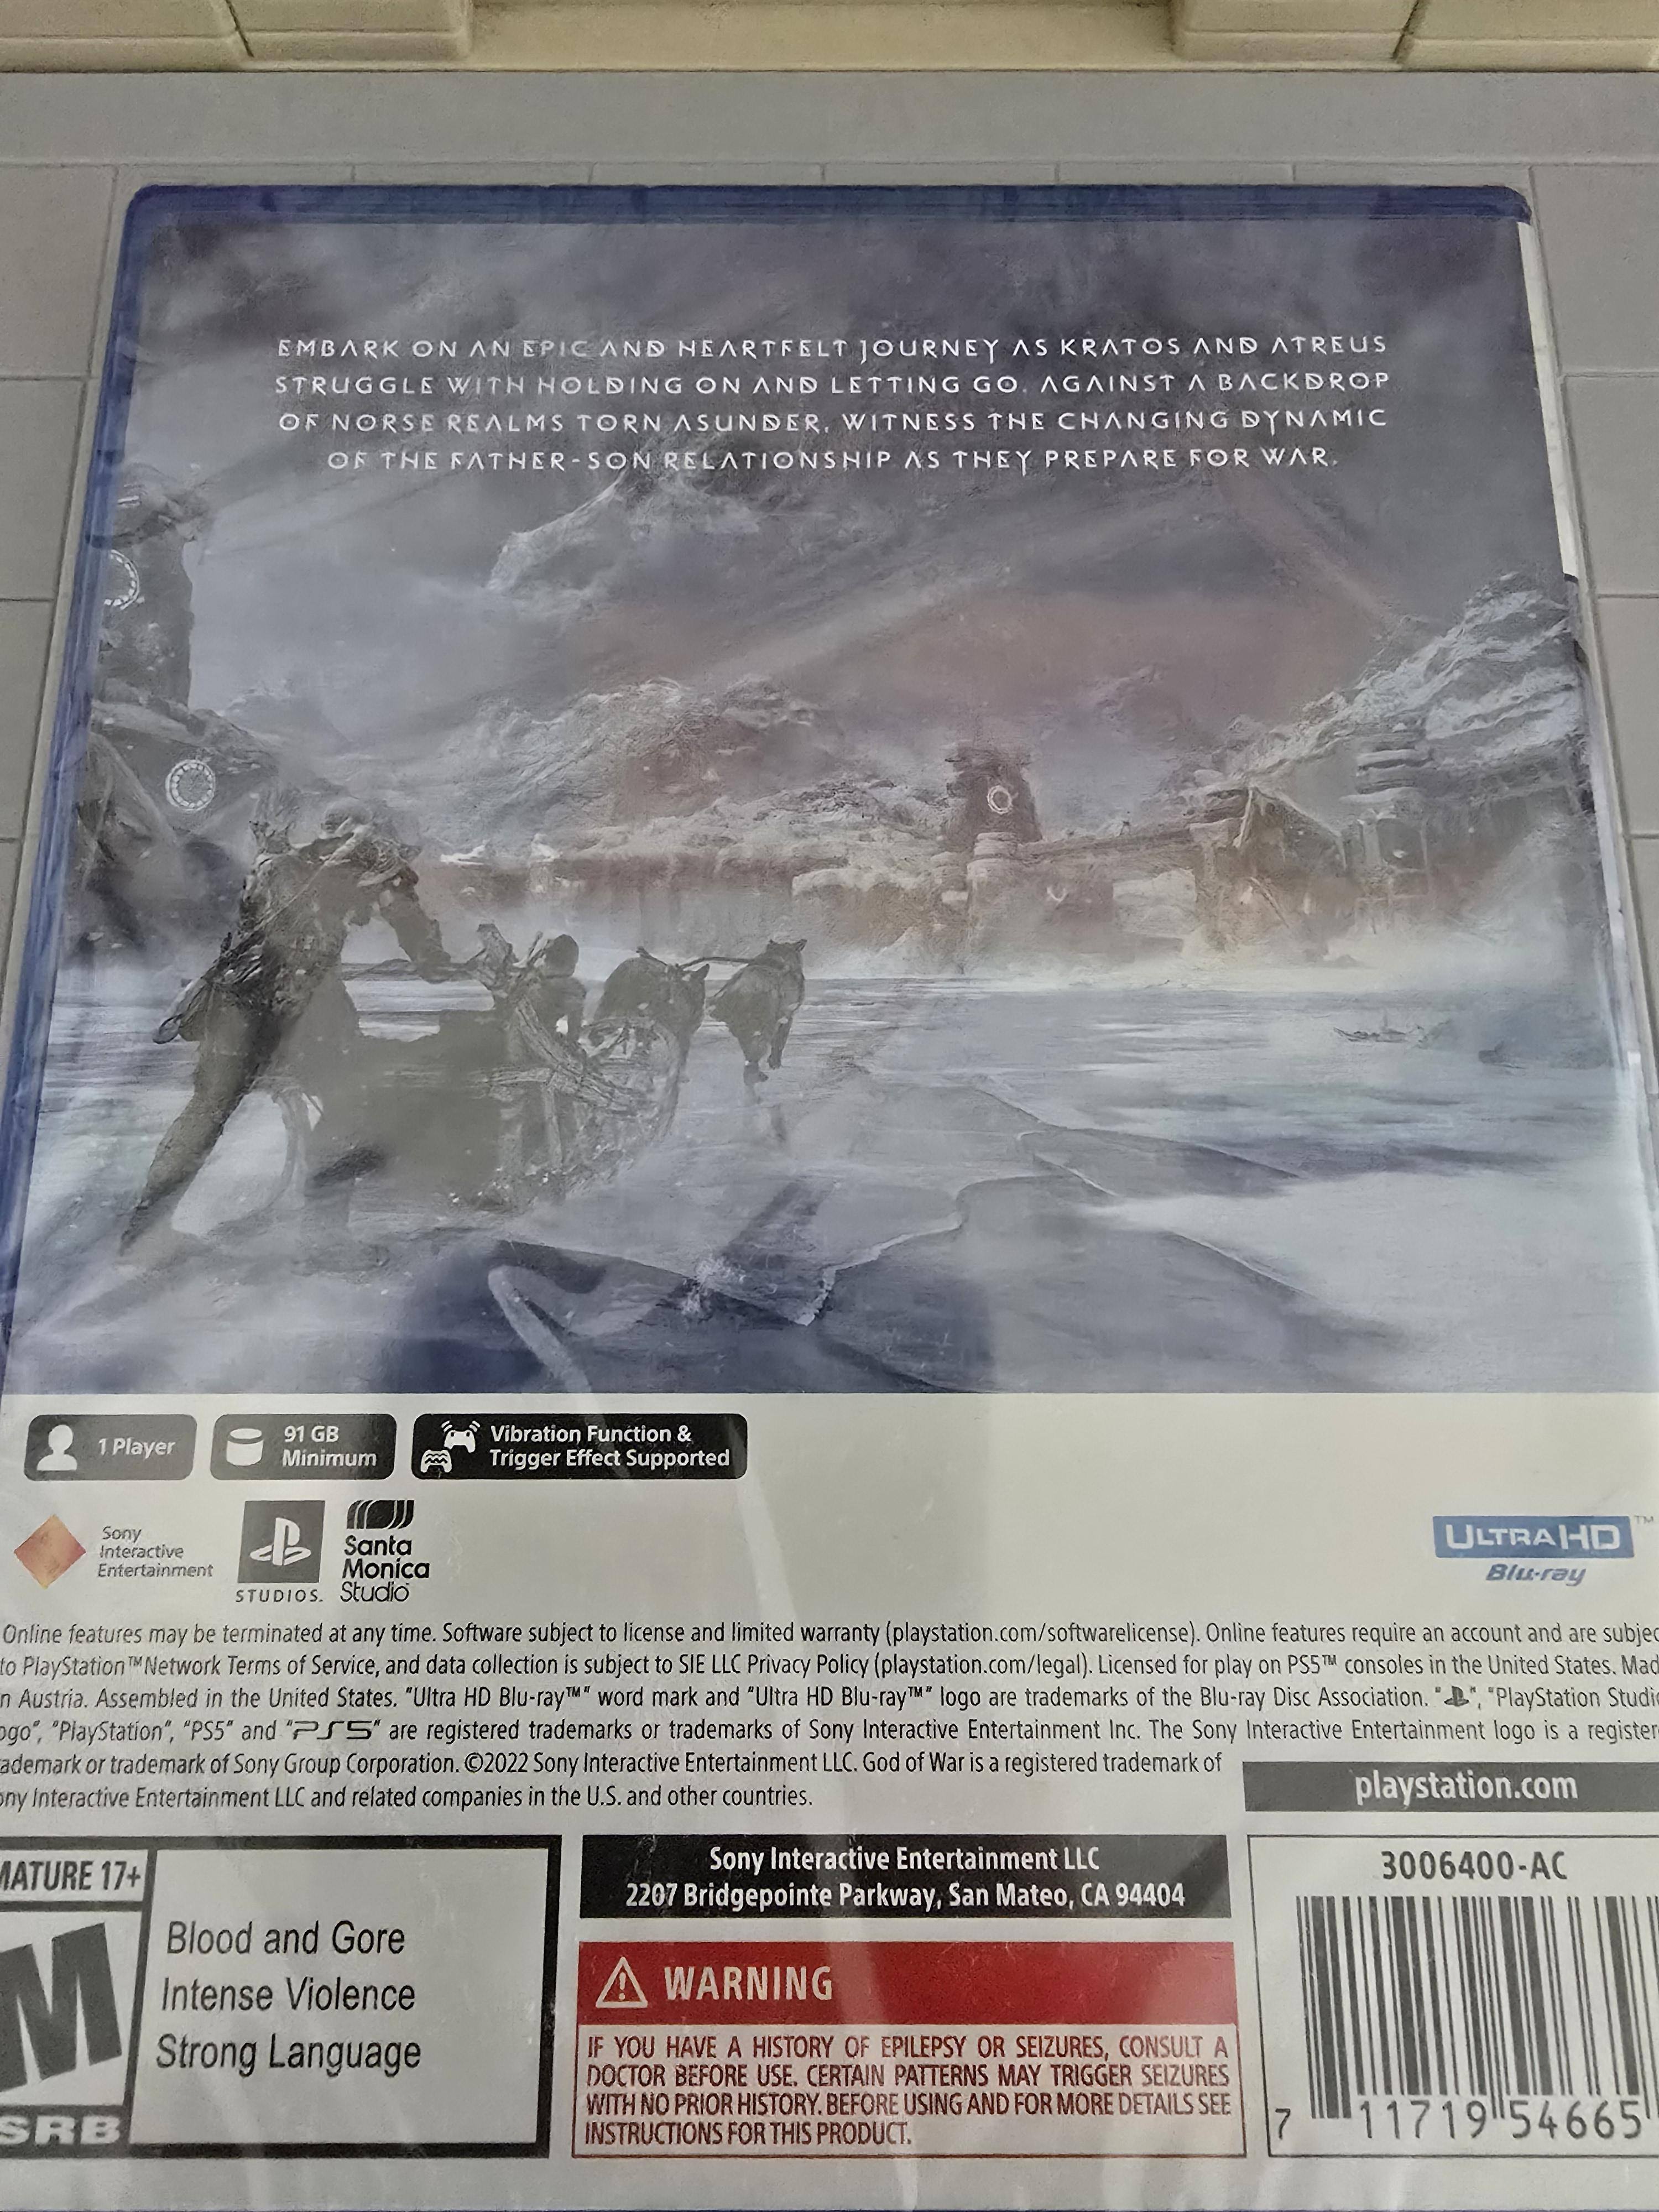 EMBARK ON AN EPIC AND HEARTFELT JOURNEY AS KRATOS AND ATREUS
STRUGGLE WITH HOLDING ON AND LETTING GO. AGAINST A BACKDROP
OF NORSE REALMS TORN ASUNDER, WITNESS THE CHANGING DYNAMIC
OF THE FATHER-SON RELATIONSHIP AS THEY PREPARE FOR WAR.
1 Player
91 GB
Minimum
Vibration Function &
Trigger Effect Supported
Sony
Interactive
Entertainment
STUDIOS.
Santa
Monica
Studio
ULTRA HD™
Blu-ray
Online features may be terminated at any time. Software subject to license and limited warranty (playstation.com/softwarelicense). Online features require an account and are subjec
to PlayStation™Network Terms of Service, and data collection is subject to SIE LLC Privacy Policy (playstation.com/legal). Licensed for play on PS5™ consoles in the United States. Mad
n Austria. Assembled in the United States. "Ultra HD Blu-ray™" word mark and "Ultra HD Blu-ray™" logo are trademarks of the Blu-ray Disc Association. "", "PlayStation Studio
ogo", "PlayStation", "PS5" and "PS5" are registered trademarks or trademarks of Sony Interactive Entertainment Inc. The Sony Interactive Entertainment logo is a register
ademark or trademark of Sony Group Corporation. ©2022 Sony Interactive Entertainment LLC. God of War is a registered trademark of
ony Interactive Entertainment LLC and related companies in the U.S. and other countries.
playstation.com
MATURE 17+
M
SRB
Blood and Gore
Intense Violence
Strong Language
Sony Interactive Entertainment LLC
2207 Bridgepointe Parkway, San Mateo, CA 94404
WARNING
IF YOU HAVE A HISTORY OF EPILEPSY OR SEIZURES, CONSULT A
DOCTOR BEFORE USE. CERTAIN PATTERNS MAY TRIGGER SEIZURES
WITH NO PRIOR HISTORY. BEFORE USING AND FOR MORE DETAILS SEE
INSTRUCTIONS FOR THIS PRODUCT.
3006400-AC
7 11719 54665